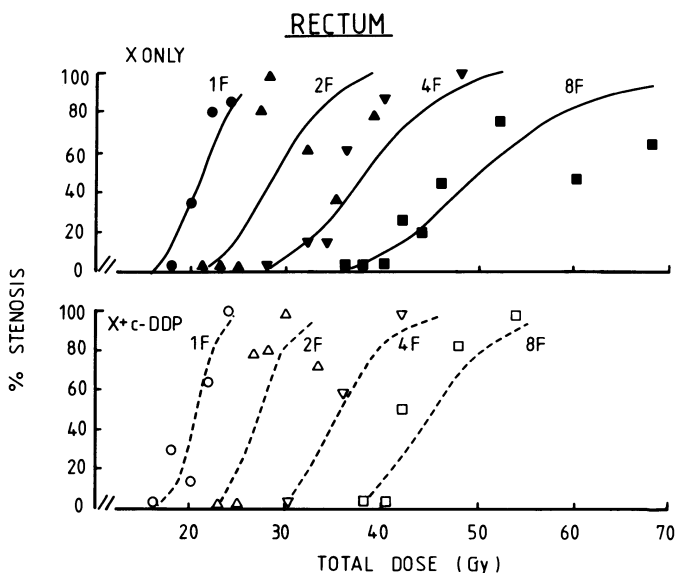 RECTUM
X ONLY
% STENOSIS
100
80
60
40
20
0
1F
2F
4F
8F
X+c-DDP
100
80
60
40
20
0
1F
2F
4F
8F
20
30
40
50
60
70
TOTAL DOSE (Gy)